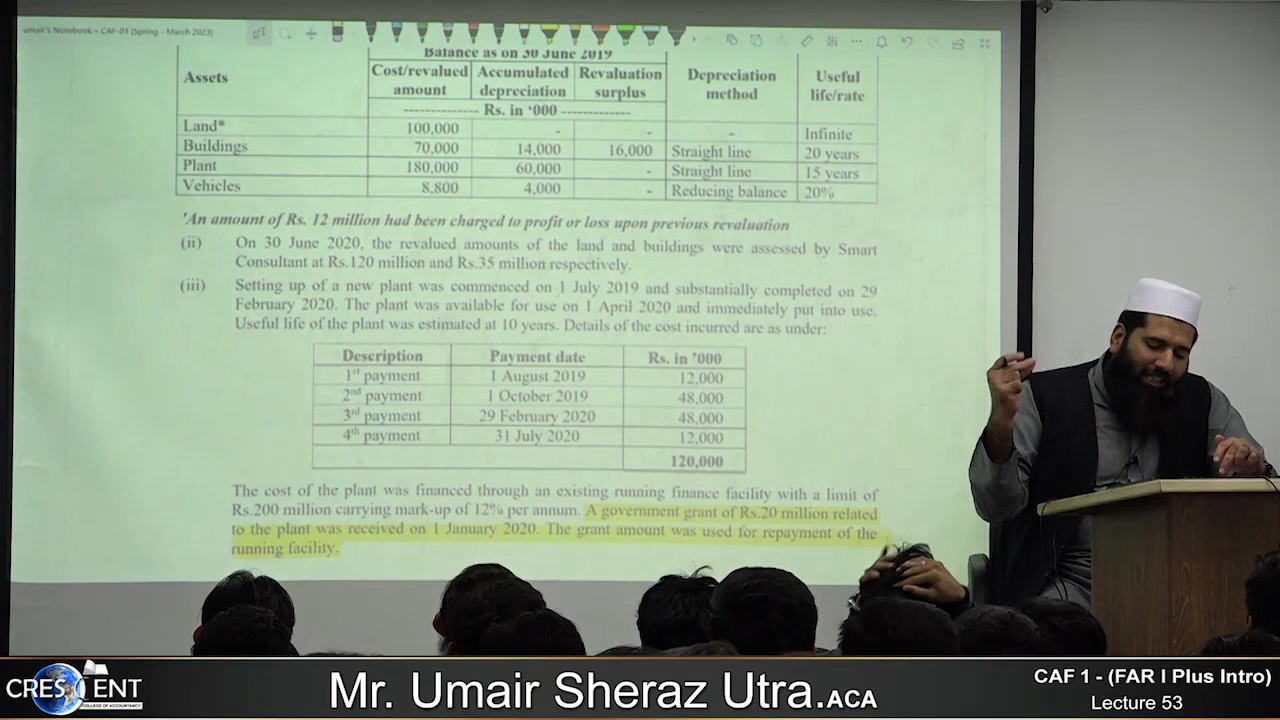 umair's Notebook » CAF-01 (Spring - March 2023)
Balance as on 30 June 2019
Assets Cost/revalued amount Accumulated depreciation Revaluation surplus Depreciation method Useful life/rate
------------- Rs. in ‘000 -------------
Land* 100,000 - - - Infinite
Buildings 70,000 14,000 16,000 Straight line 20 years
Plant 180,000 60,000 - Straight line 15 years
Vehicles 8,800 4,000 - Reducing balance 20%
'An amount of Rs. 12 million had been charged to profit or loss upon previous revaluation
(ii) On 30 June 2020, the revalued amounts of the land and buildings were assessed by Smart
Consultant at Rs.120 million and Rs.35 million respectively.
(iii) Setting up of a new plant was commenced on 1 July 2019 and substantially completed on 29
February 2020. The plant was available for use on 1 April 2020 and immediately put into use.
Useful life of the plant was estimated at 10 years. Details of the cost incurred are as under:
Description Payment date Rs. in '000
1st payment 1 August 2019 12,000
2nd payment 1 October 2019 48,000
3rd payment 29 February 2020 48,000
4th payment 31 July 2020 12,000
120,000
The cost of the plant was financed through an existing running finance facility with a limit of
Rs.200 million carrying mark-up of 12% per annum. A government grant of Rs.20 million related
to the plant was received on 1 January 2020. The grant amount was used for repayment of the
running facility.
CRESCENT
COLLEGE OF ACCOUNTANCY
Mr. Umair Sheraz Utra.ACA
CAF 1 - (FAR I Plus Intro)
Lecture 53